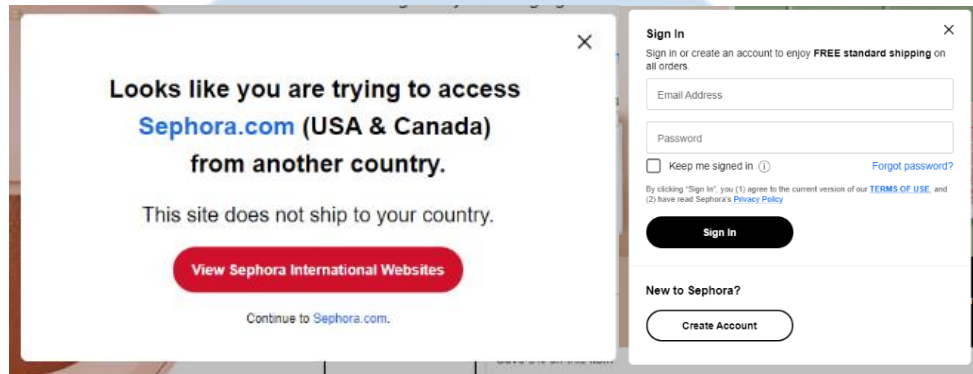 Looks like you are trying to access
Sephora.com (USA & Canada)
from another country.
This site does not ship to your country.
View Sephora International Websites
Continue to Sephora.com.
Sign In
Sign in or create an account to enjoy FREE standard shipping on
all orders.
Email Address
Password
Keep me signed in
Forgot password?
By clicking "Sign In", you (1) agree to the current version of our TERMS OF USE, and
(2) have read Sephora's Privacy Policy
Sign In
New to Sephora?
Create Account